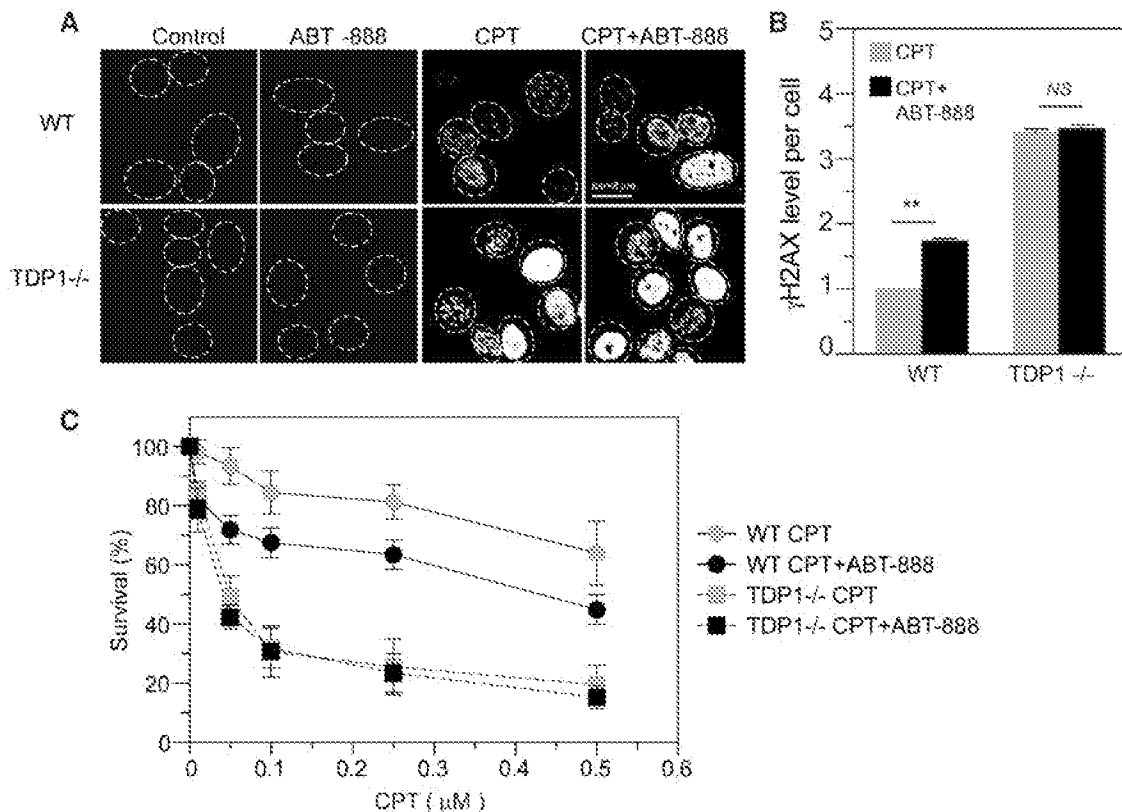 A
Control ABT -888 CPT CPT+ABT-888
WT
TDP1-/-
B
γH2AX level per cell
5
4
3
2
1
0
CPT
CPT+
ABT-888
**
NS
WT TDP1 -/-
C
Survival (%)
100
80
60
40
20
0
0 0.1 0.2 0.3 0.4 0.5 0.6
CPT ( μM )
WT CPT
WT CPT+ABT-888
TDP1-/- CPT
TDP1-/- CPT+ABT-888